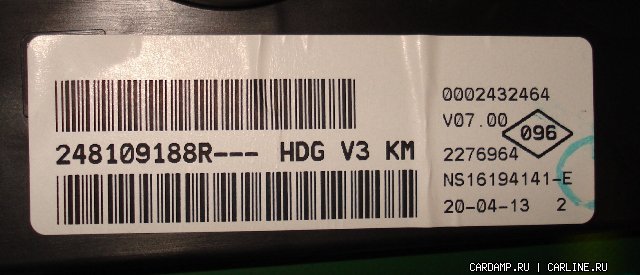 0002432464
V07.00
096
248109188R--- HDG V3 KM
2276964
NS16194141-E
20-04-13 2
CARDAMP.RU | CARLINE.RU